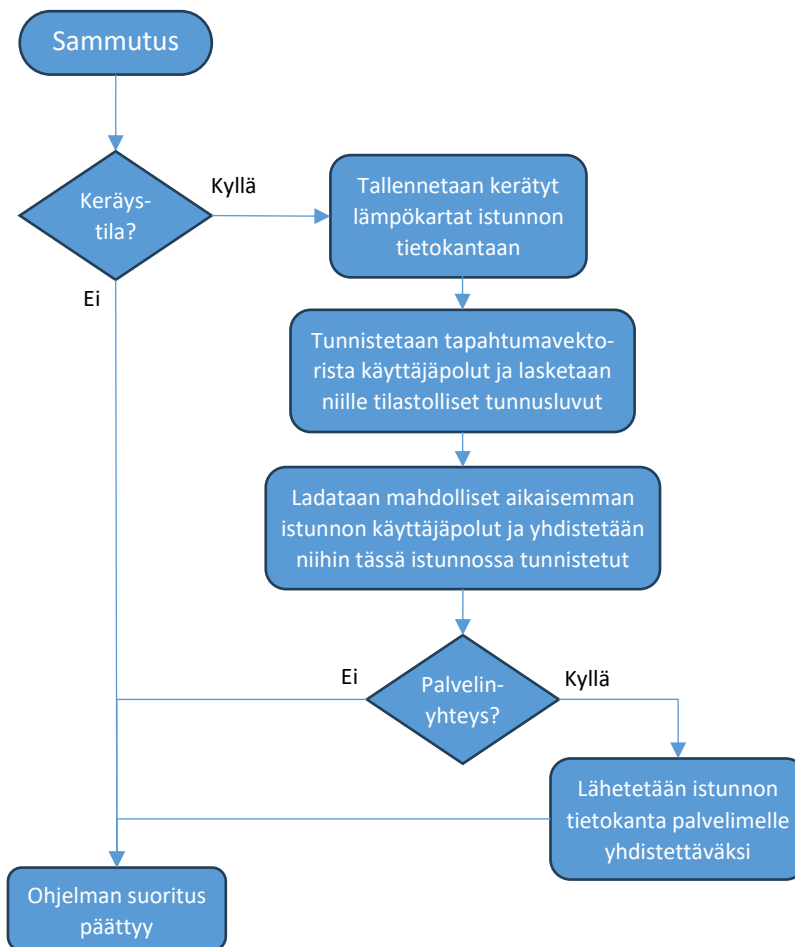 Sammutus
Keräys-
tila?
Kyllä
Ei
Tallennetaan kerätyt
lämpökartat istunnon
tietokantaan
Tunnistetaan tapahtumavekto-
rista käyttäjäpolut ja lasketaan
niille tilastolliset tunnusluvut
Ladataan mahdolliset aikaisemman
istunnon käyttäjäpolut ja yhdistetään
niihin tässä istunnossa tunnistetut
Ei
Palvelin-
yhteys?
Kyllä
Lähetetään istunnon
tietokanta palvelimelle
yhdistettäväksi
Ohjelman suoritus
päättyy